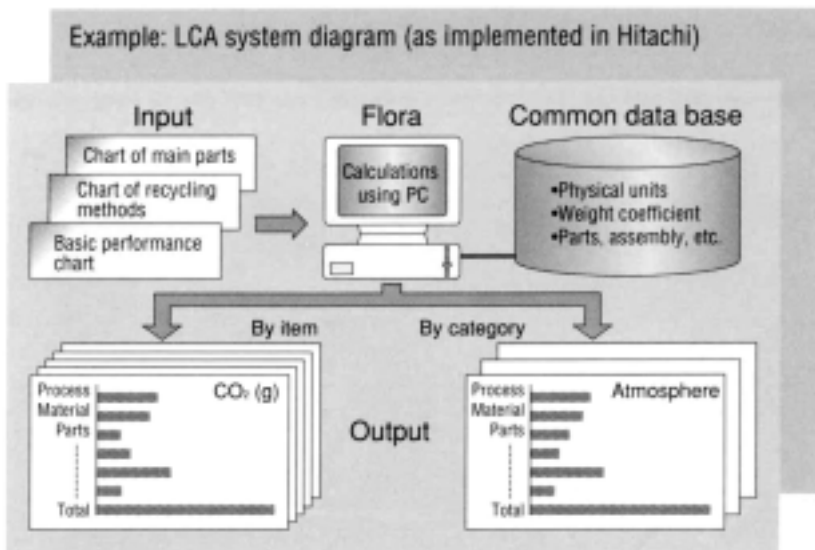 Example: LCA system diagram (as implemented in Hitachi)
Input
Flora
Common data base
Chart of main parts
Chart of recycling
methods
Basic performance
chart
Calculations
using PC
•Physical units
•Weight coefficient
•Parts, assembly, etc.
By item
By category
Process
Material
Parts
Total
CO₂ (g)
Output
Process
Material
Parts
Total
Atmosphere